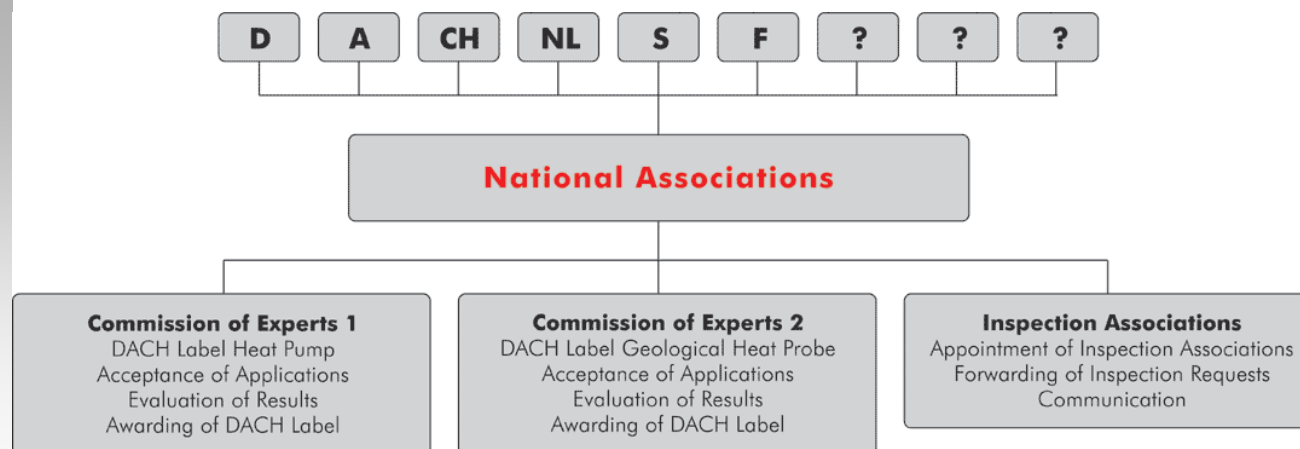 D A CH NL S F ? ? ?
National Associations
Commission of Experts 1
DACH Label Heat Pump
Acceptance of Applications
Evaluation of Results
Awarding of DACH Label
Commission of Experts 2
DACH Label Geological Heat Probe
Acceptance of Applications
Evaluation of Results
Awarding of DACH Label
Inspection Associations
Appointment of Inspection Associations
Forwarding of Inspection Requests
Communication